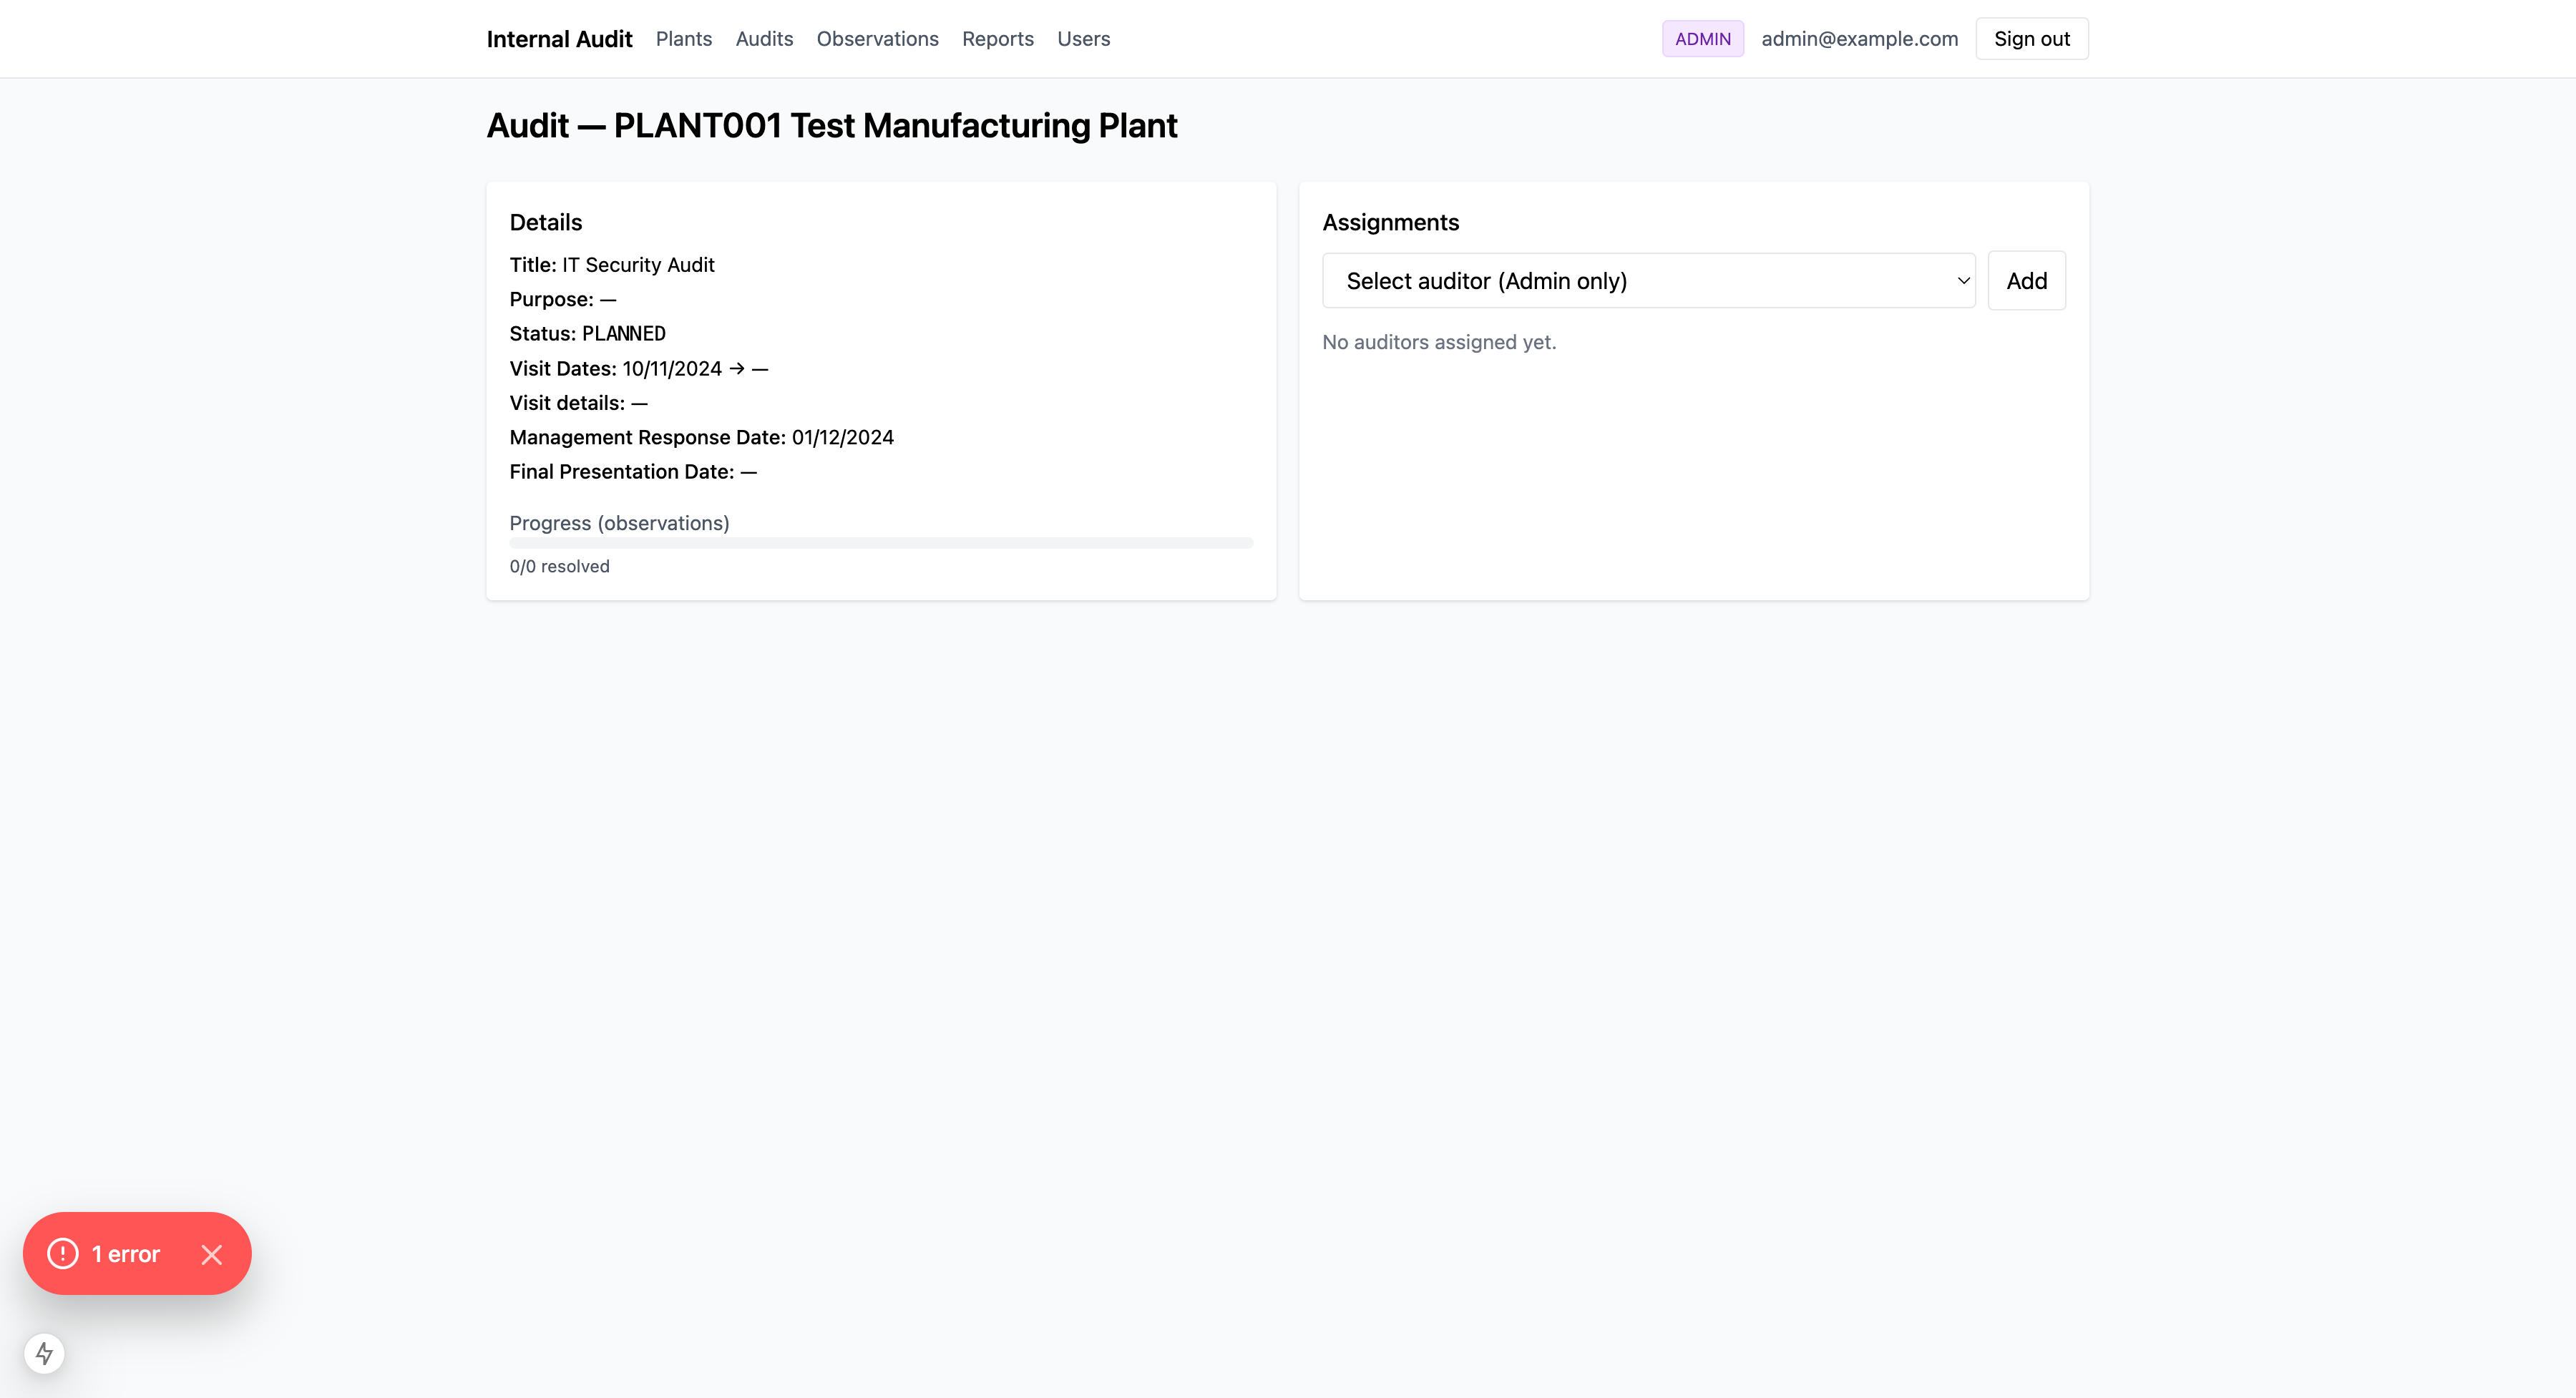 Internal Audit Plants Audits Observations Reports Users ADMIN admin@example.com Sign out
Audit — PLANT001 Test Manufacturing Plant
Details
Title: IT Security Audit
Purpose: —
Status: PLANNED
Visit Dates: 10/11/2024 → —
Visit details: —
Management Response Date: 01/12/2024
Final Presentation Date: —
Progress (observations)
0/0 resolved
Assignments
Select auditor (Admin only) Add
No auditors assigned yet.
1 error